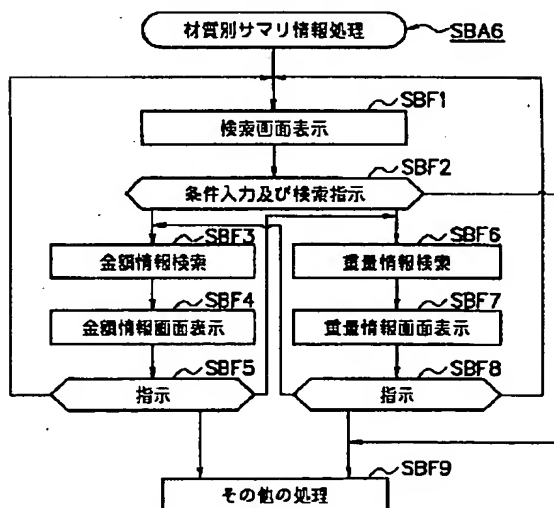 材質別サマリ情報処理 SBA6
SBF1
検索画面表示
SBF2
条件入力及び検索指示
SBF3
金額情報検索
SBF4
金額情報画面表示
SBF5
指示
SBF6
重量情報検索
SBF7
重量情報画面表示
SBF8
指示
SBF9
その他の処理